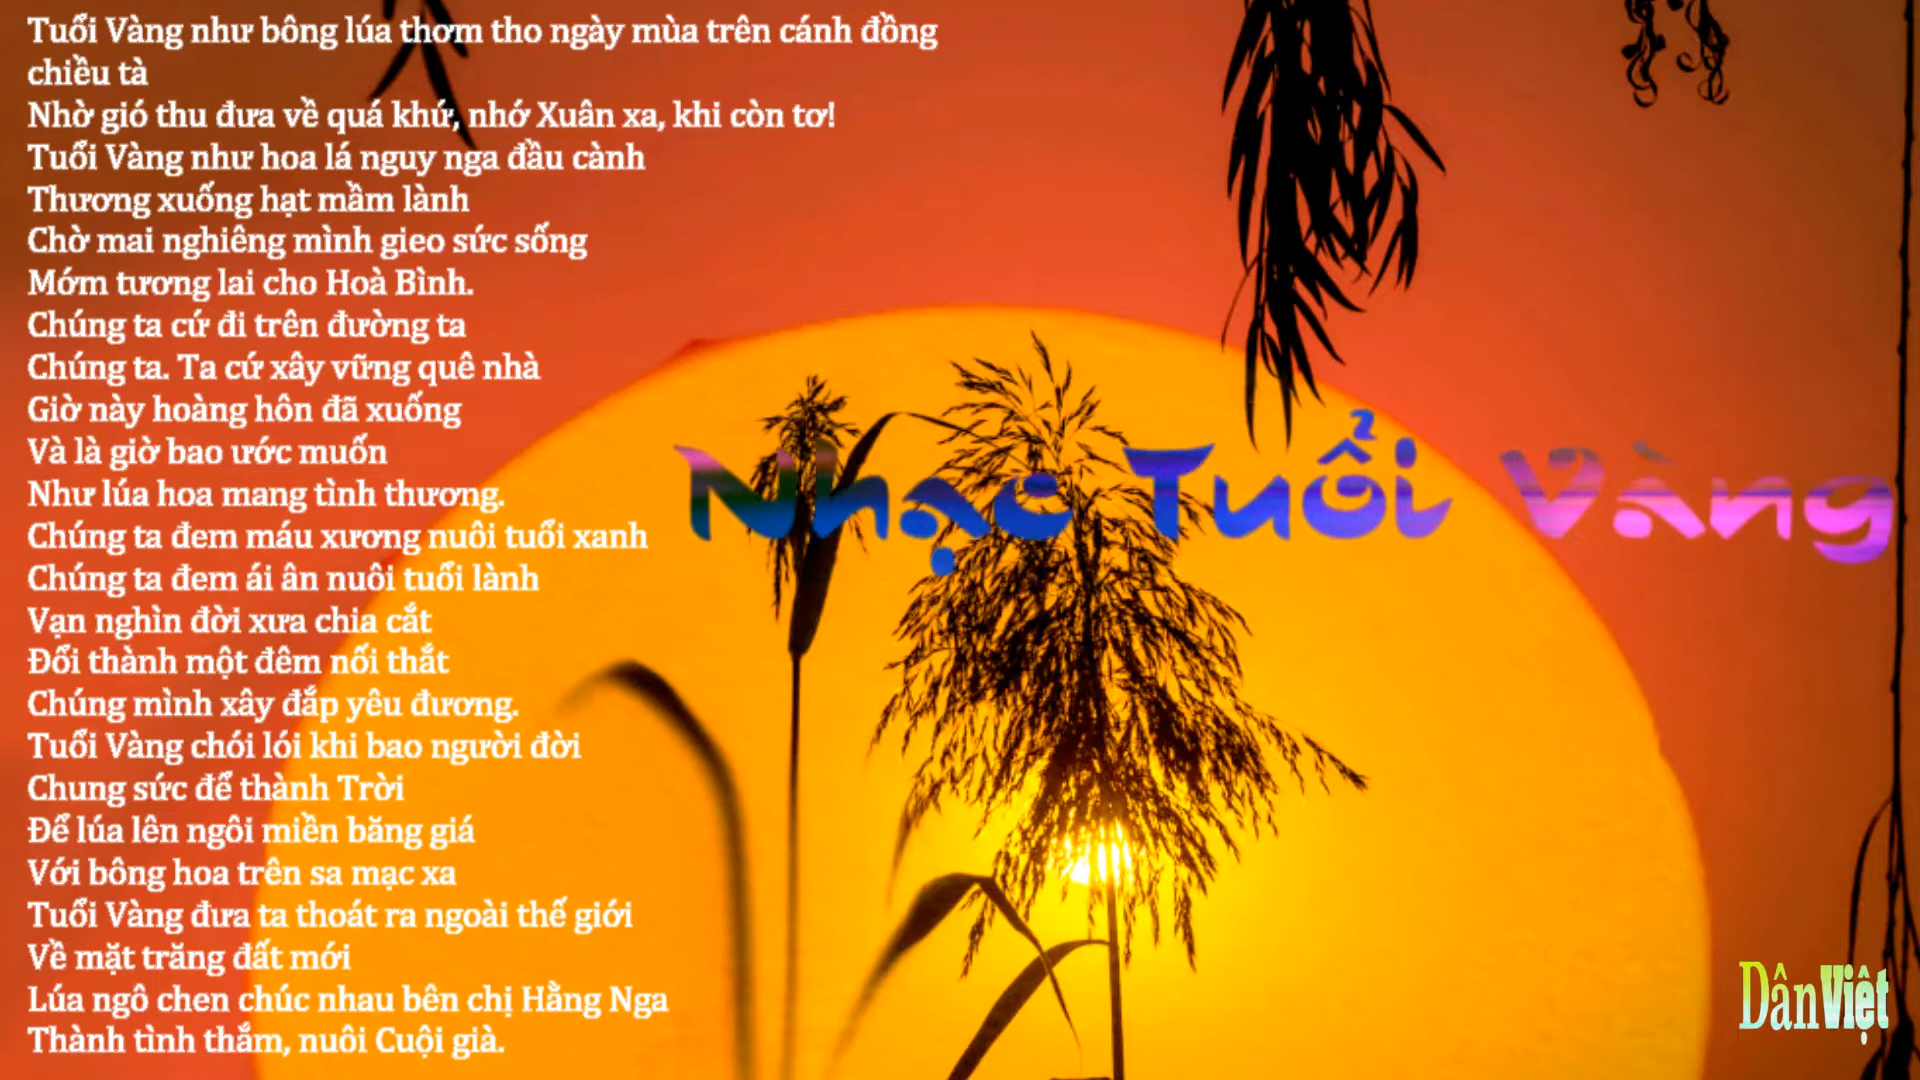 Tuổi Vàng như bông lúa thơm tho ngày mùa trên cánh đồng
chiều tà
Nhờ gió thu đưa về quá khứ, nhớ Xuân xa, khi còn tơ!
Tuổi Vàng như hoa lá nguy nga đầu cành
Thương xuống hạt mầm lành
Chờ mai nghiêng mình gieo sức sống
Mớm tương lai cho Hoà Bình.
Chúng ta cứ đi trên đường ta
Chúng ta. Ta cứ xây vững quê nhà
Giờ này hoàng hôn đã xuống
Và là giờ bao ước muốn
Như lúa hoa mang tình thương.
Chúng ta đem máu xương nuôi tuổi xanh
Chúng ta đem ái ân nuôi tuổi lành
Vạn nghìn đời xưa chia cắt
Đổi thành một đêm nối thắt
Chúng mình xây đắp yêu đương.
Tuổi Vàng chói lói khi bao người đời
Chung sức để thành Trời
Để lúa lên ngôi miền băng giá
Với bông hoa trên sa mạc xa
Tuổi Vàng đưa ta thoát ra ngoài thế giới
Về mặt trăng đất mới
Lúa ngô chen chúc nhau bên chị Hằng Nga
Thành tình thắm, nuôi Cuội già.
Nhạc Tuổi Vàng
DânViệt